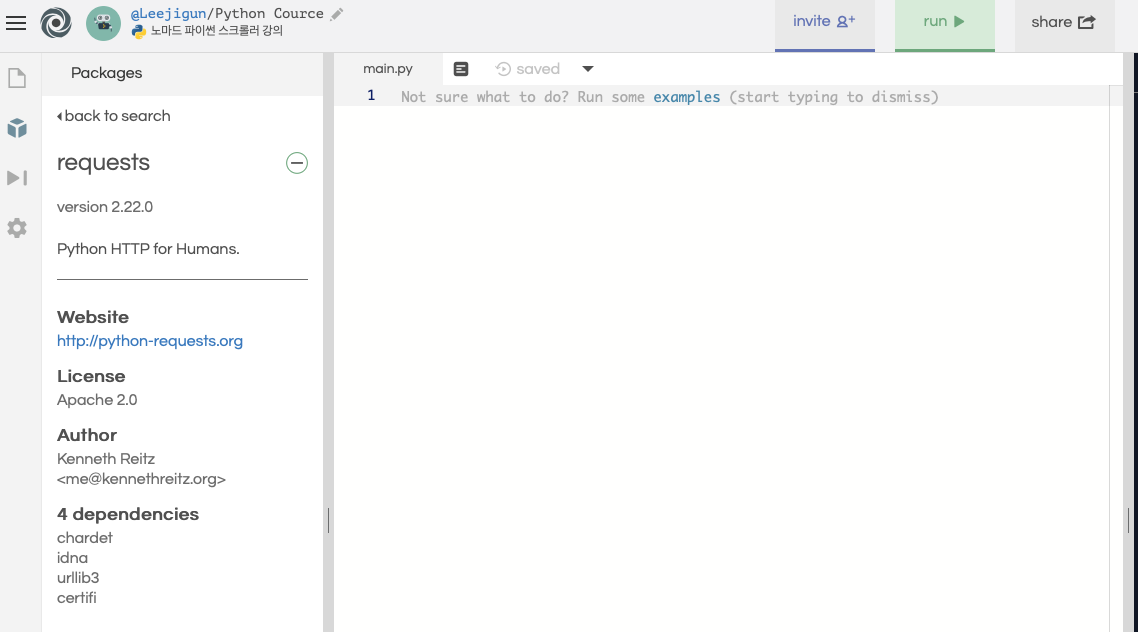 @Leejigun/Python Cource
노마드 파이썬 스크롤러 강의
invite
run
share
Packages
back to search
requests
version 2.22.0
Python HTTP for Humans.
Website
http://python-requests.org
License
Apache 2.0
Author
Kenneth Reitz
<me@kennethreitz.org>
4 dependencies
chardet
idna
urllib3
certifi
main.py
saved
1 Not sure what to do? Run some examples (start typing to dismiss)